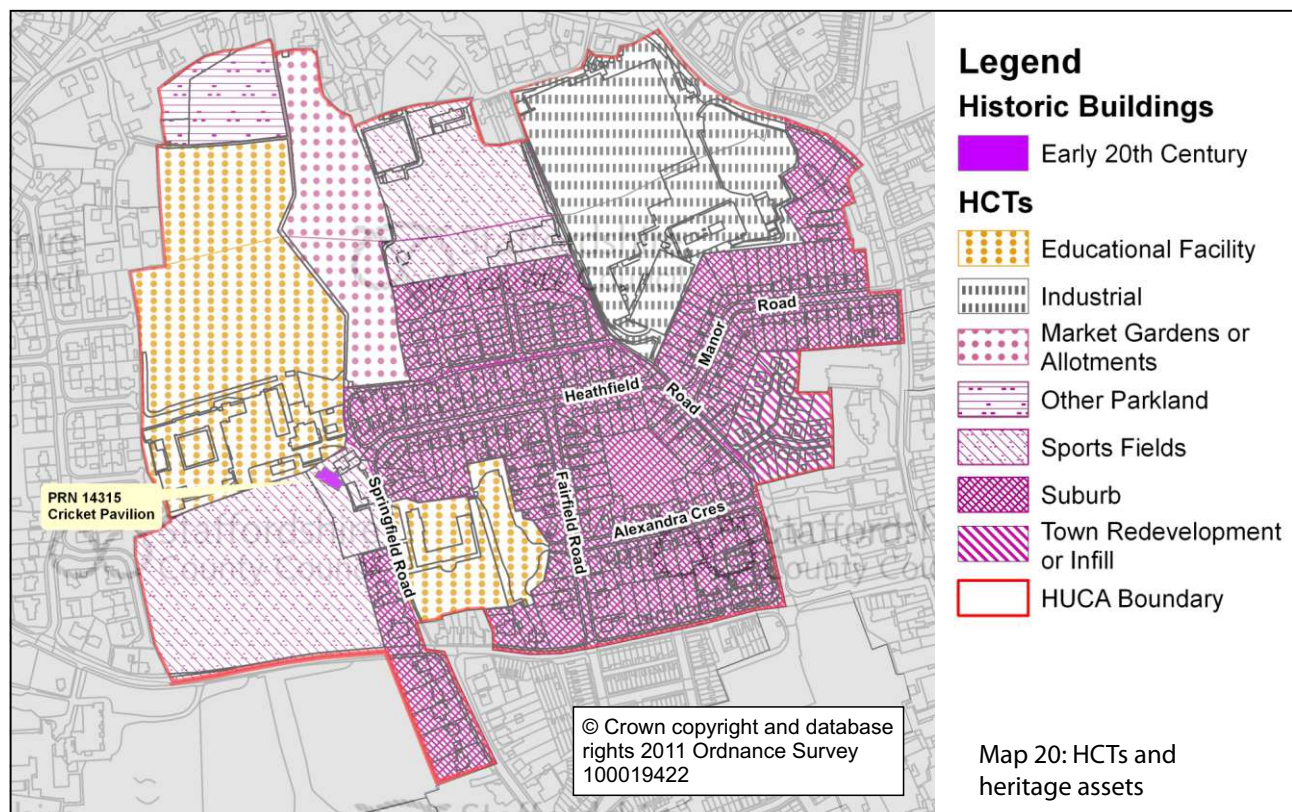 Legend
Historic Buildings
Early 20th Century
HCTs
Educational Facility
Industrial
Market Gardens or
Allotments
Other Parkland
Sports Fields
Suburb
Town Redevelopment
or Infill
HUCA Boundary
Road
Manor
Heathfield
Road
PRN 14315
Cricket Pavilion
Springfield Road
Fairfield Road
Alexandra Cres
© Crown copyright and database
rights 2011 Ordnance Survey
100019422
Map 20: HCTs and
heritage assets